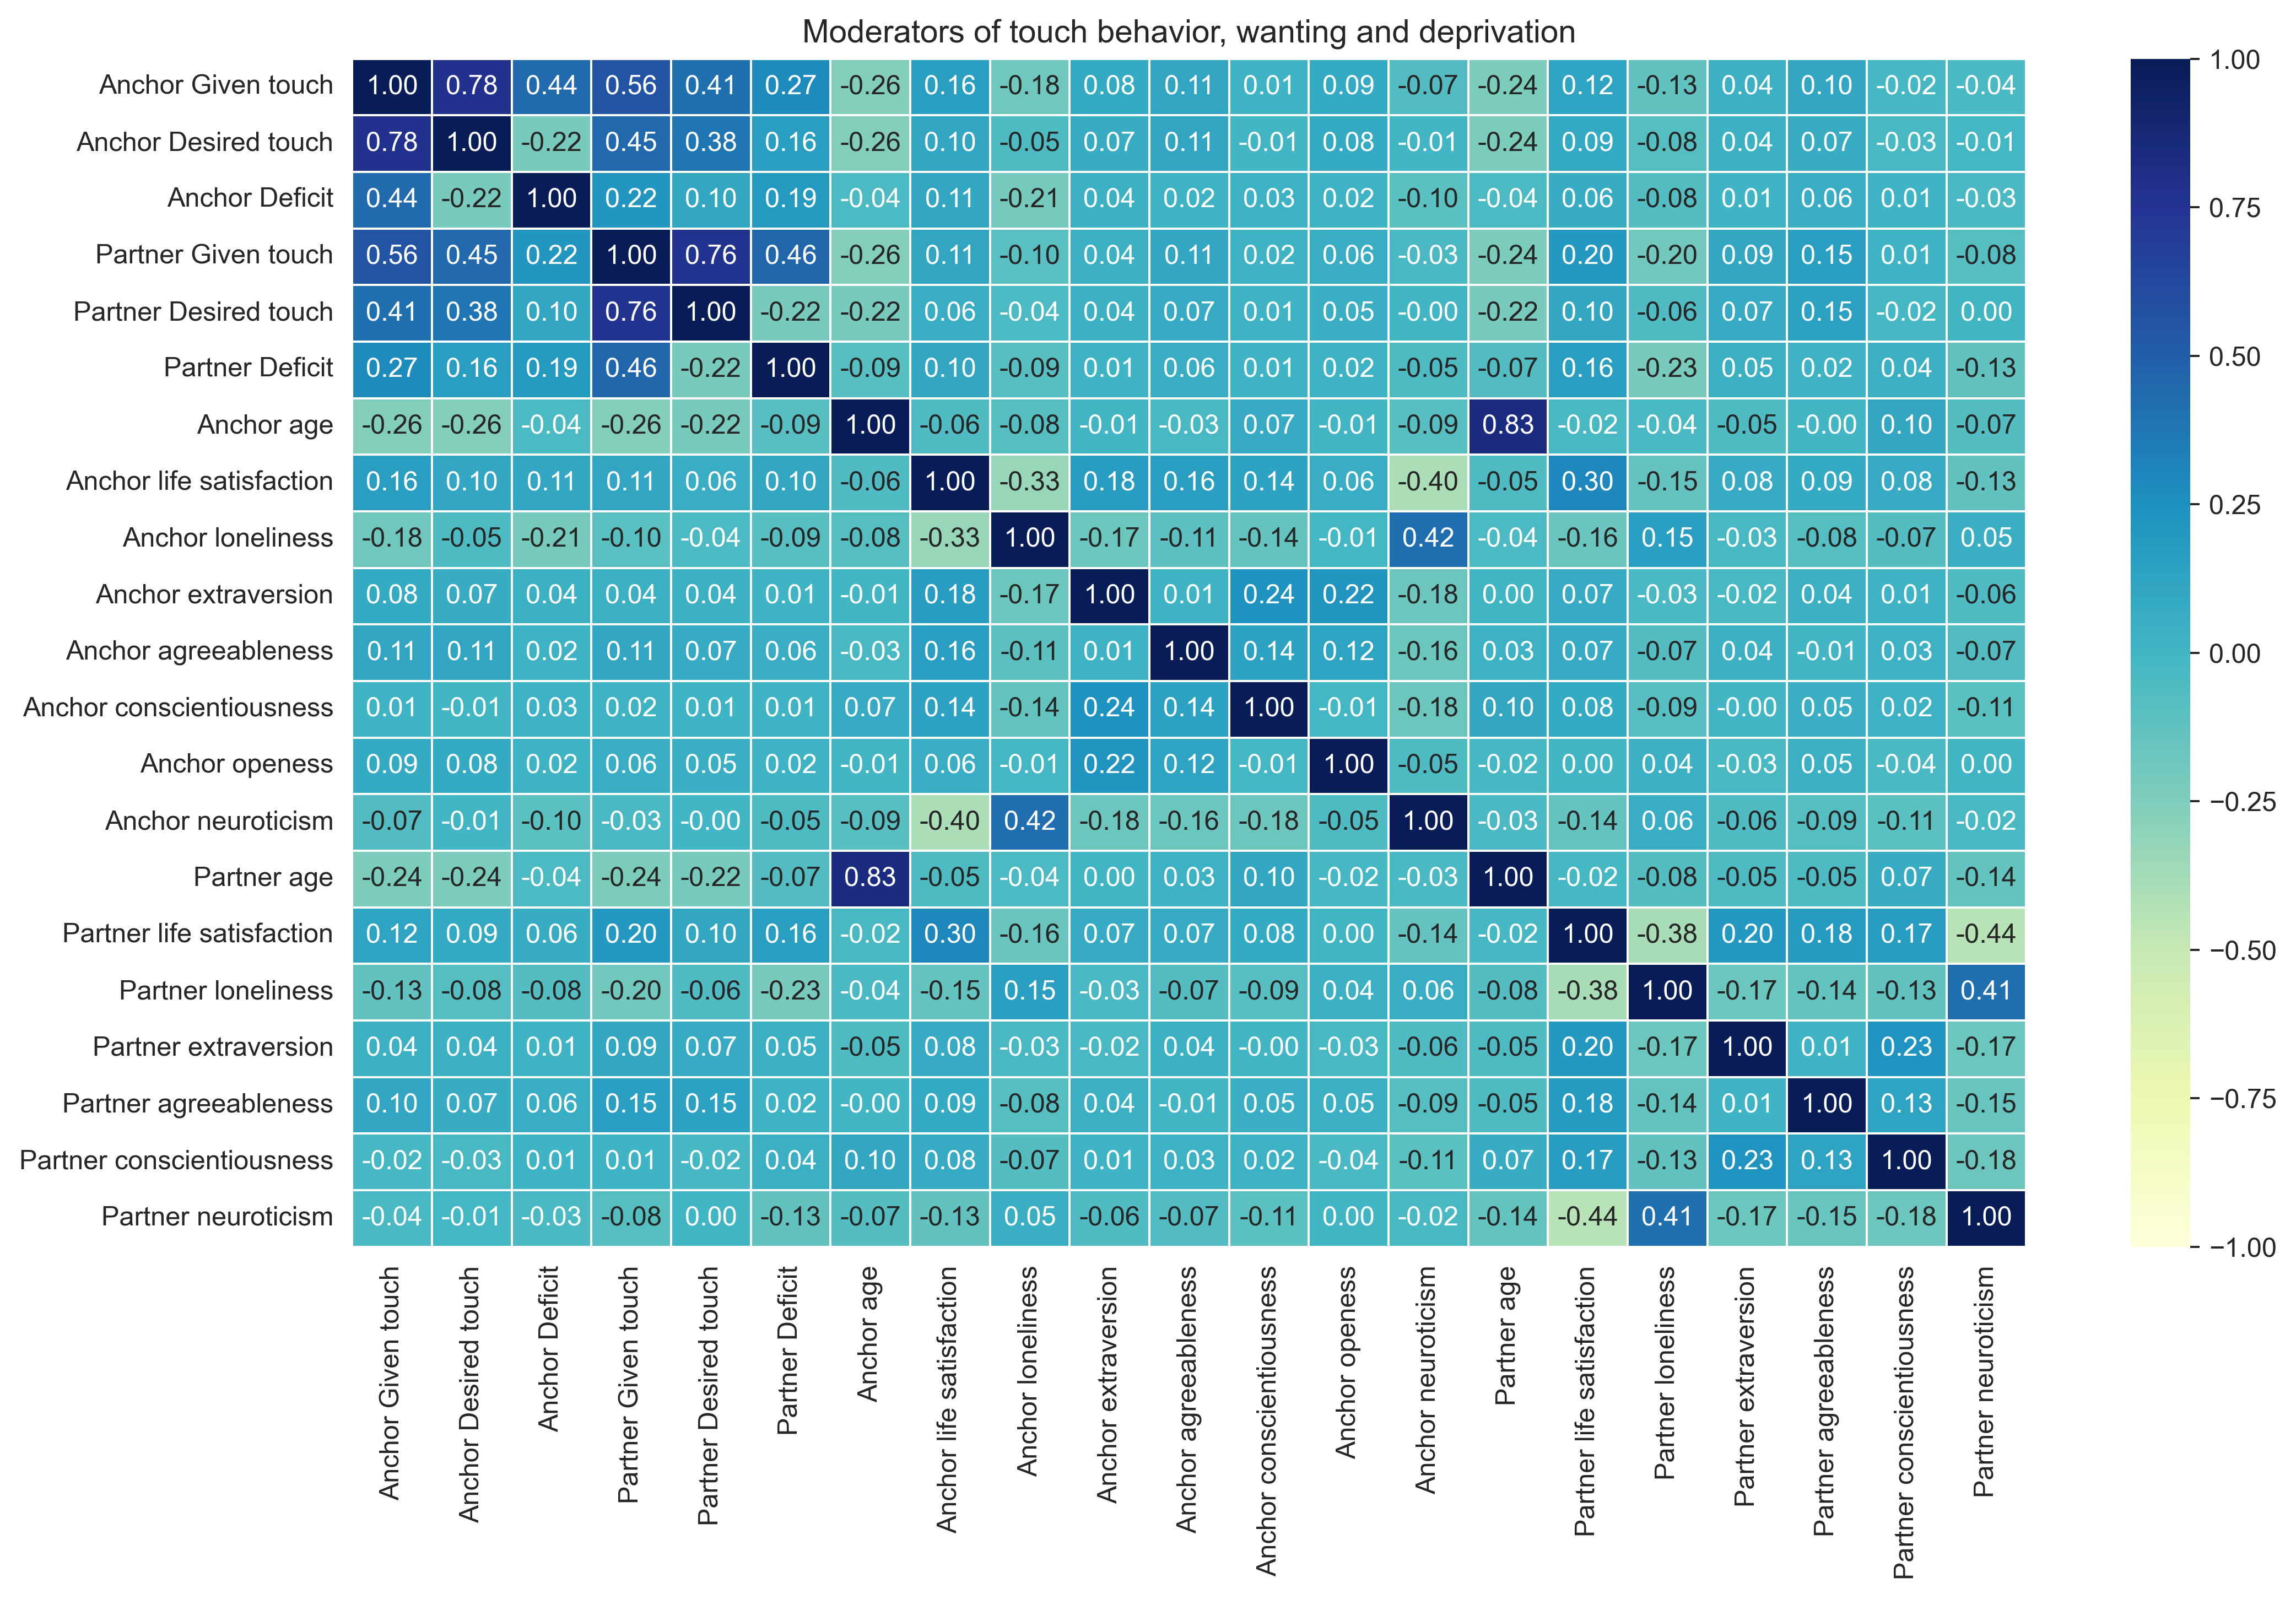 Moderators of touch behavior, wanting and deprivation
Anchor Given touch 1.00 0.78 0.44 0.56 0.41 0.27 -0.26 0.16 -0.18 0.08 0.11 0.01 0.09 -0.07 -0.24 0.12 -0.13 0.04 0.10 -0.02 -0.04
Anchor Desired touch 0.78 1.00 -0.22 0.45 0.38 0.16 -0.26 0.10 -0.05 0.07 0.11 -0.01 0.08 -0.01 -0.24 0.09 -0.08 0.04 0.07 -0.03 -0.01
Anchor Deficit 0.44 -0.22 1.00 0.22 0.10 0.19 -0.04 0.11 -0.21 0.04 0.02 0.03 0.02 -0.10 -0.04 0.06 -0.08 0.01 0.06 0.01 -0.03
Partner Given touch 0.56 0.45 0.22 1.00 0.76 0.46 -0.26 0.11 -0.10 0.04 0.11 0.02 0.06 -0.03 -0.24 0.20 -0.20 0.09 0.15 0.01 -0.08
Partner Desired touch 0.41 0.38 0.10 0.76 1.00 -0.22 -0.22 0.06 -0.04 0.04 0.07 0.01 0.05 -0.00 -0.22 0.10 -0.06 0.07 0.15 -0.02 0.00
Partner Deficit 0.27 0.16 0.19 0.46 -0.22 1.00 -0.09 0.10 -0.09 0.01 0.06 0.01 0.02 -0.05 -0.07 0.16 -0.23 0.05 0.02 0.04 -0.13
Anchor age -0.26 -0.26 -0.04 -0.26 -0.22 -0.09 1.00 -0.06 -0.08 -0.01 -0.03 0.07 -0.01 -0.09 0.83 -0.02 -0.04 -0.05 -0.00 0.10 -0.07
Anchor life satisfaction 0.16 0.10 0.11 0.11 0.06 0.10 -0.06 1.00 -0.33 0.18 0.16 0.14 0.06 -0.40 -0.05 0.30 -0.15 0.08 0.09 0.08 -0.13
Anchor loneliness -0.18 -0.05 -0.21 -0.10 -0.04 -0.09 -0.08 -0.33 1.00 -0.17 -0.11 -0.14 -0.01 0.42 -0.04 -0.16 0.15 -0.03 -0.08 -0.07 0.05
Anchor extraversion 0.08 0.07 0.04 0.04 0.04 0.01 -0.01 0.18 -0.17 1.00 0.01 0.24 0.22 -0.18 0.00 0.07 -0.03 -0.02 0.04 0.01 -0.06
Anchor agreeableness 0.11 0.11 0.02 0.11 0.07 0.06 -0.03 0.16 -0.11 0.01 1.00 0.14 0.12 -0.16 0.03 0.07 -0.07 0.04 -0.01 0.03 -0.07
Anchor conscientiousness 0.01 -0.01 0.03 0.02 0.01 0.01 0.07 0.14 -0.14 0.24 0.14 1.00 -0.01 -0.18 0.10 0.08 -0.09 -0.00 0.05 0.02 -0.11
Anchor openess 0.09 0.08 0.02 0.06 0.05 0.02 -0.01 0.06 -0.01 0.22 0.12 -0.01 1.00 -0.05 -0.02 0.00 0.04 -0.03 0.05 -0.04 0.00
Anchor neuroticism -0.07 -0.01 -0.10 -0.03 -0.00 -0.05 -0.09 -0.40 0.42 -0.18 -0.16 -0.18 -0.05 1.00 -0.03 -0.14 0.06 -0.06 -0.09 -0.11 -0.02
Partner age -0.24 -0.24 -0.04 -0.24 -0.22 -0.07 0.83 -0.05 -0.04 0.00 0.03 0.10 -0.02 -0.03 1.00 -0.02 -0.08 -0.05 -0.05 0.07 -0.14
Partner life satisfaction 0.12 0.09 0.06 0.20 0.10 0.16 -0.02 0.30 -0.16 0.07 0.07 0.08 0.00 -0.14 -0.02 1.00 -0.38 0.20 0.18 0.17 -0.44
Partner loneliness -0.13 -0.08 -0.08 -0.20 -0.06 -0.23 -0.04 -0.15 0.15 -0.03 -0.07 -0.09 0.04 0.06 -0.08 -0.38 1.00 -0.17 -0.14 -0.13 0.41
Partner extraversion 0.04 0.04 0.01 0.09 0.07 0.05 -0.05 0.08 -0.03 -0.02 0.04 -0.00 -0.03 -0.06 -0.05 0.20 -0.17 1.00 0.01 0.23 -0.17
Partner agreeableness 0.10 0.07 0.06 0.15 0.15 0.02 -0.00 0.09 -0.08 0.04 -0.01 0.05 0.05 -0.09 -0.05 0.18 -0.14 0.01 1.00 0.13 -0.15
Partner conscientiousness -0.02 -0.03 0.01 0.01 -0.02 0.04 0.10 0.08 -0.07 0.01 0.03 0.02 -0.04 -0.11 0.07 0.17 -0.13 0.23 0.13 1.00 -0.18
Partner neuroticism -0.04 -0.01 -0.03 -0.08 0.00 -0.13 -0.07 -0.13 0.05 -0.06 -0.07 -0.11 0.00 -0.02 -0.14 -0.44 0.41 -0.17 -0.15 -0.18 1.00
Anchor Given touch
Anchor Desired touch
Anchor Deficit
Partner Given touch
Partner Desired touch
Partner Deficit
Anchor age
Anchor life satisfaction
Anchor loneliness
Anchor extraversion
Anchor agreeableness
Anchor conscientiousness
Anchor openess
Anchor neuroticism
Partner age
Partner life satisfaction
Partner loneliness
Partner extraversion
Partner agreeableness
Partner conscientiousness
Partner neuroticism
1.00
0.75
0.50
0.25
0.00
−0.25
−0.50
−0.75
−1.00